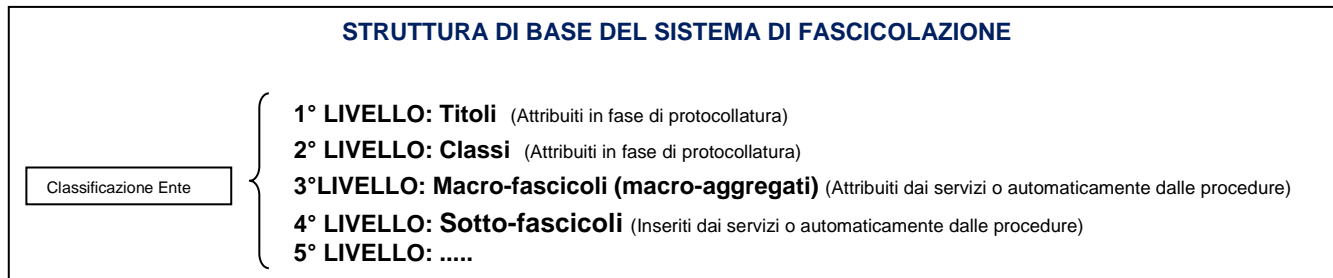 STRUTTURA DI BASE DEL SISTEMA DI FASCICOLAZIONE
Classificazione Ente
1° LIVELLO: Titoli (Attribuiti in fase di protocollatura)
2° LIVELLO: Classi (Attribuiti in fase di protocollatura)
3°LIVELLO: Macro-fascicoli (macro-aggregati) (Attribuiti dai servizi o automaticamente dalle procedure)
4° LIVELLO: Sotto-fascicoli (Inseriti dai servizi o automaticamente dalle procedure)
5° LIVELLO: .....